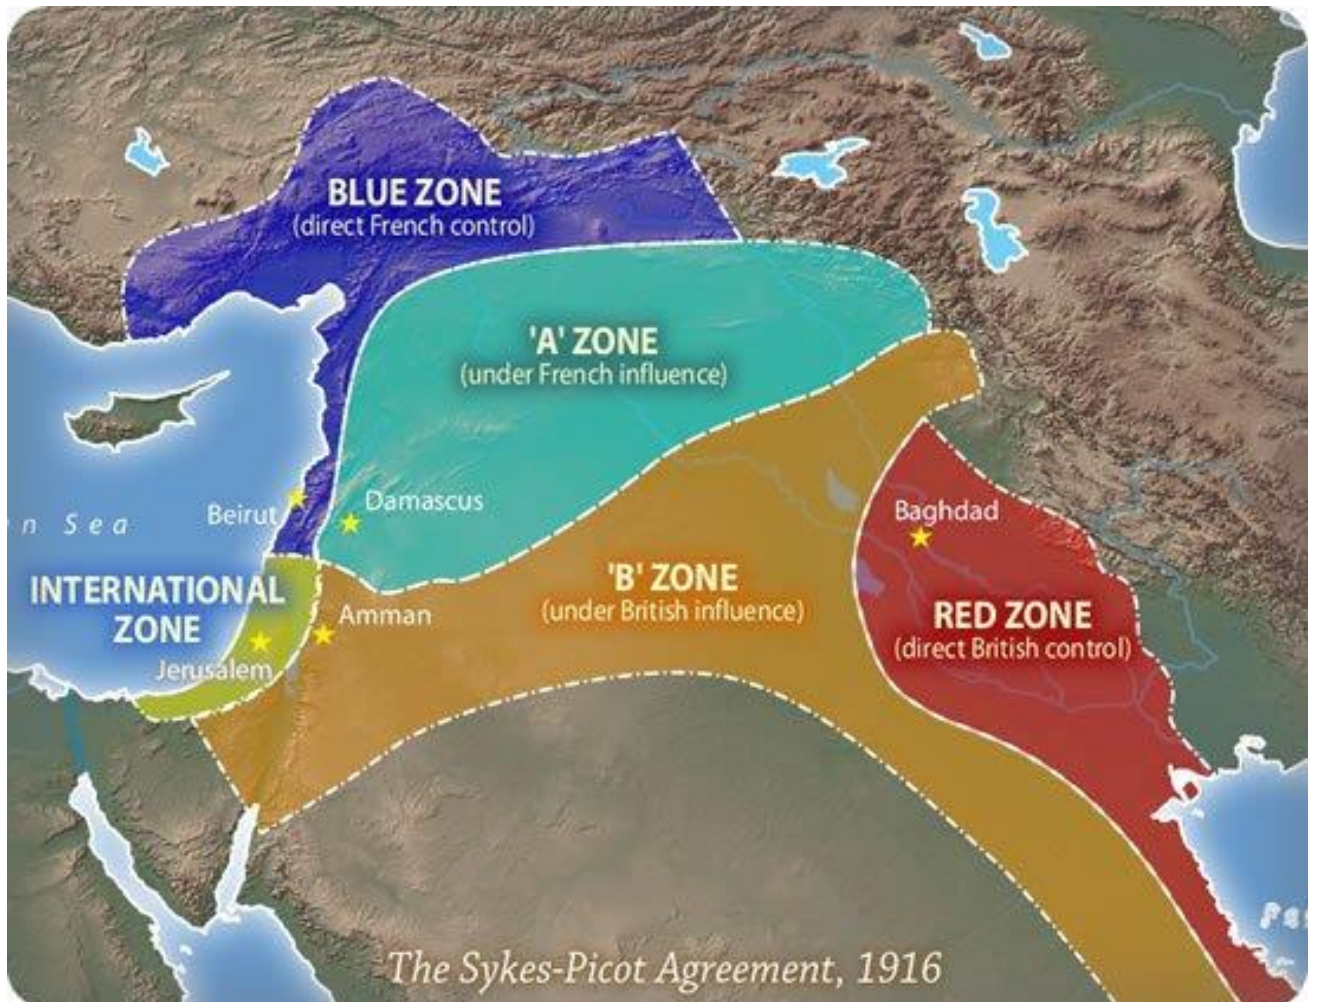 BLUE ZONE
(direct French control)
'A' ZONE
(under French influence)
Beirut
Damascus
Baghdad
n Sea
INTERNATIONAL
ZONE
'B' ZONE
(under British influence)
Amman
RED ZONE
(direct British control)
Jerusalem
The Sykes-Picot Agreement, 1916